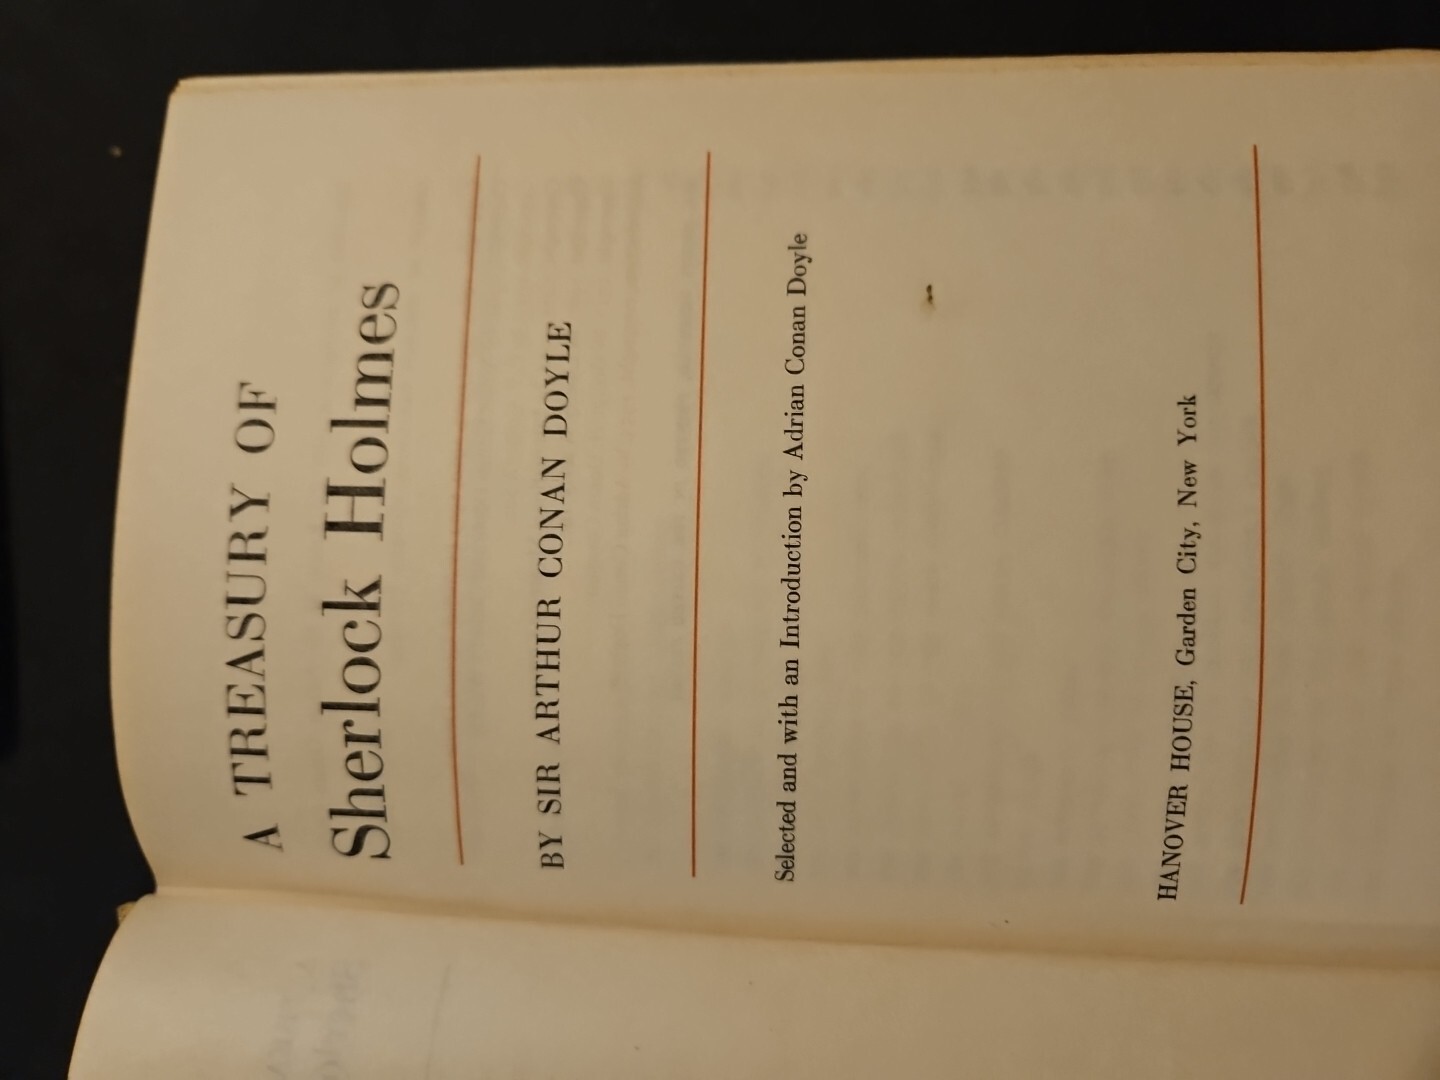 A TREASURY OF
Sherlock Holmes
BY SIR ARTHUR CONAN DOYLE
Selected and with an Introduction by Adrian Conan Doyle
HANOVER HOUSE, Garden City, New York